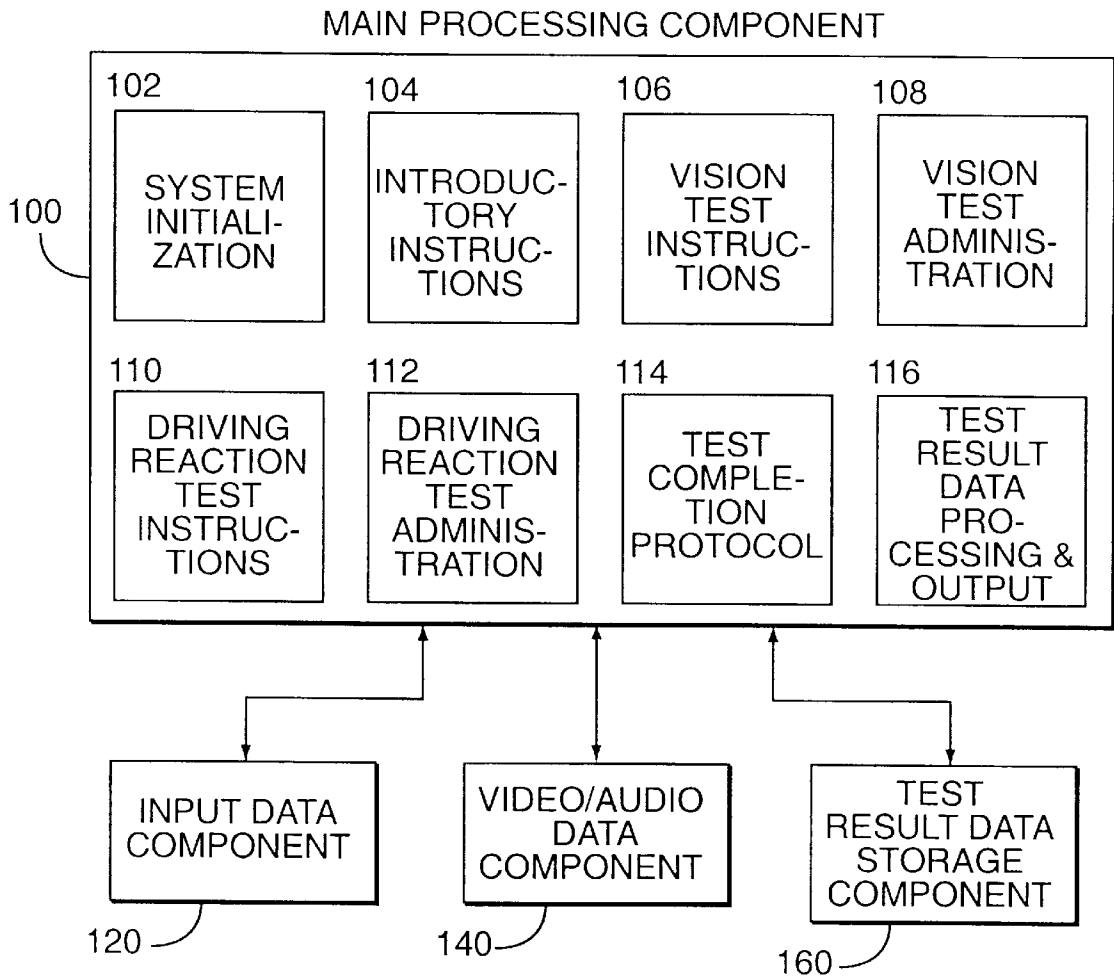 MAIN PROCESSING COMPONENT
102
SYSTEM
INITIALI-
ZATION
104
INTRODUC-
TORY
INSTRUC-
TIONS
106
VISION
TEST
INSTRUC-
TIONS
108
VISION
TEST
ADMINIS-
TRATION
100
110
DRIVING
REACTION
TEST
INSTRUC-
TIONS
112
DRIVING
REACTION
TEST
ADMINIS-
TRATION
114
TEST
COMPLE-
TION
PROTOCOL
116
TEST
RESULT
DATA
PRO-
CESSING &
OUTPUT
INPUT DATA
COMPONENT
120
VIDEO/AUDIO
DATA
COMPONENT
140
TEST
RESULT DATA
STORAGE
COMPONENT
160